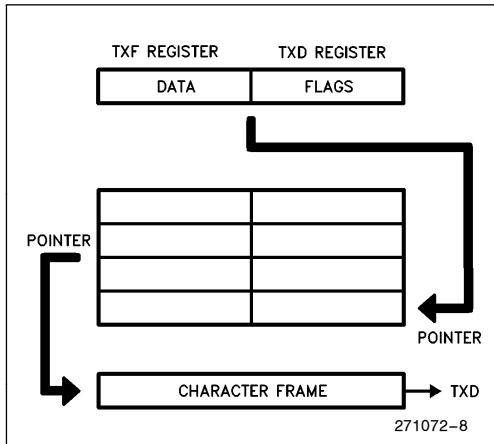 TXF REGISTER TXD REGISTER
DATA FLAGS
POINTER
POINTER
CHARACTER FRAME TXD
271072–8